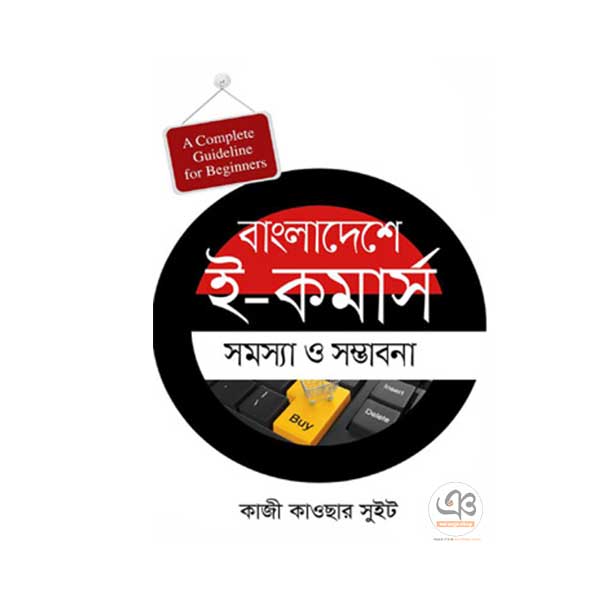 A Complete
Guideline
for Beginners
বাংলাদেশে
ই-কমার্স
সমস্যা ও সম্ভাবনা
Buy
Insert
Delete
কাজী কাওছার সুইট